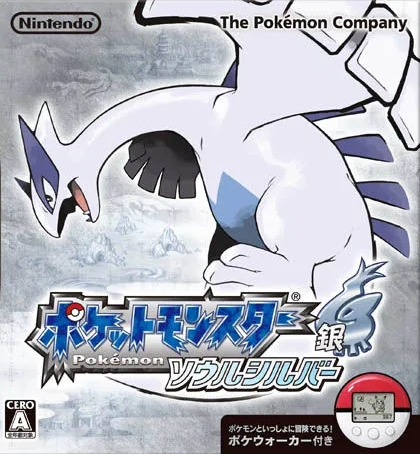 Nintendo
The Pokémon Company
ポケットモンスター®
銀
Pokémon
ソウルシルバー
CERO
A
全年齢対象
ポケモンといっしょに冒険できる!
ポケウォーカー付き